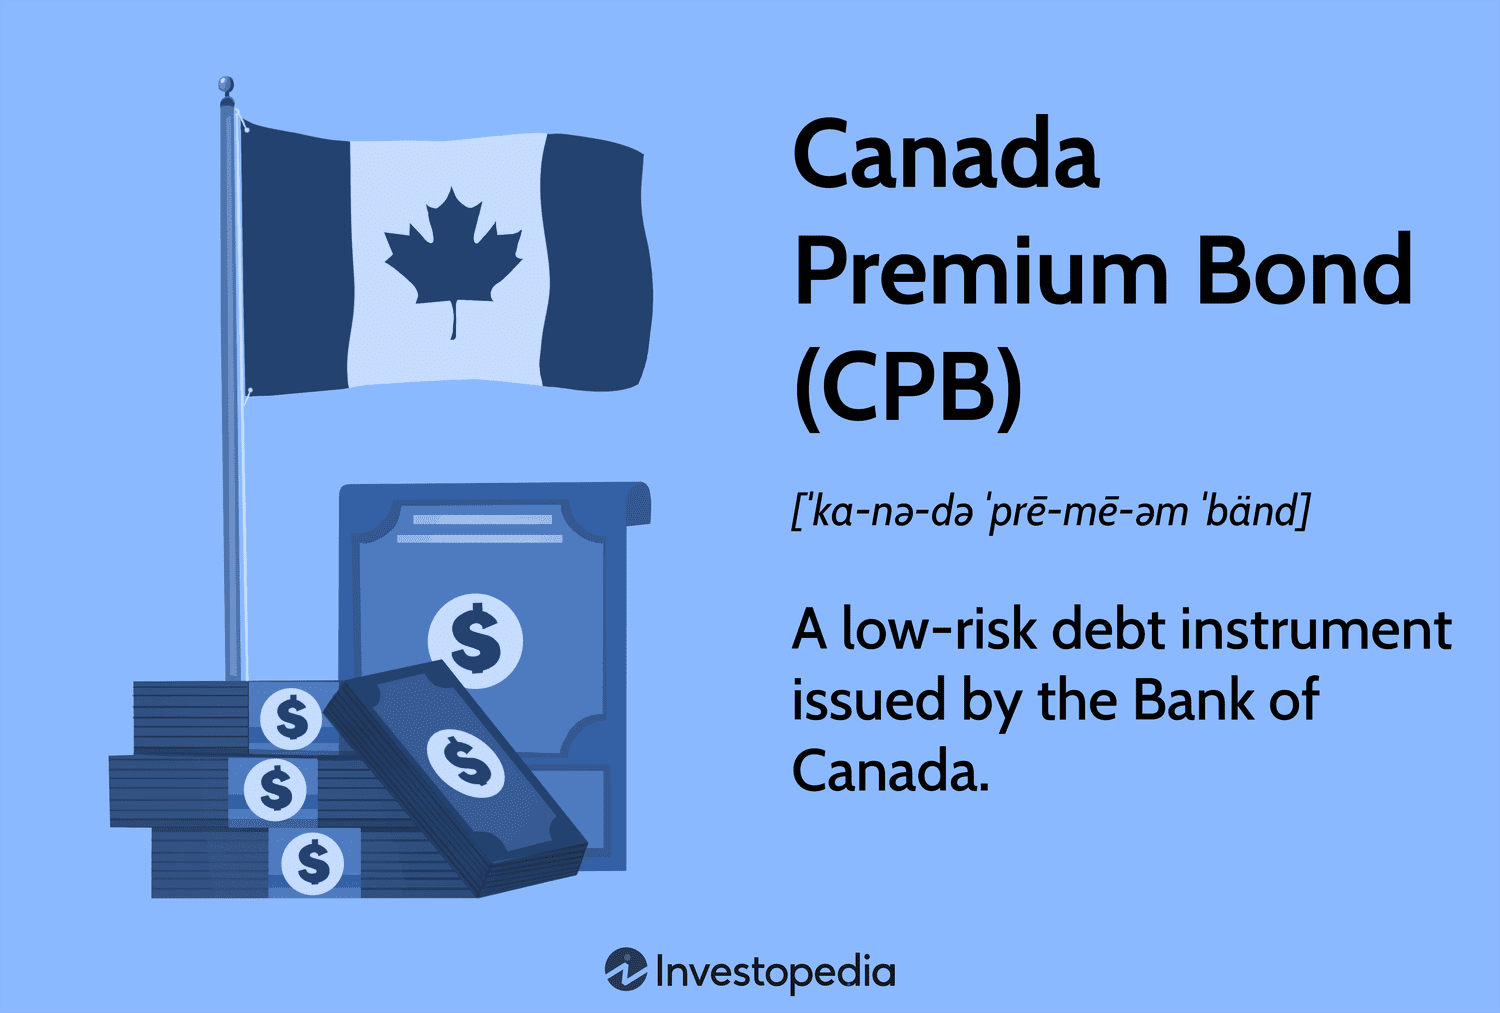 Canada
Premium Bond
(CPB)
[ˈka-nə-də ˈprē-mē-əm ˈbänd]
A low-risk debt instrument
issued by the Bank of
Canada.
$
$
$
$
$
Investopedia